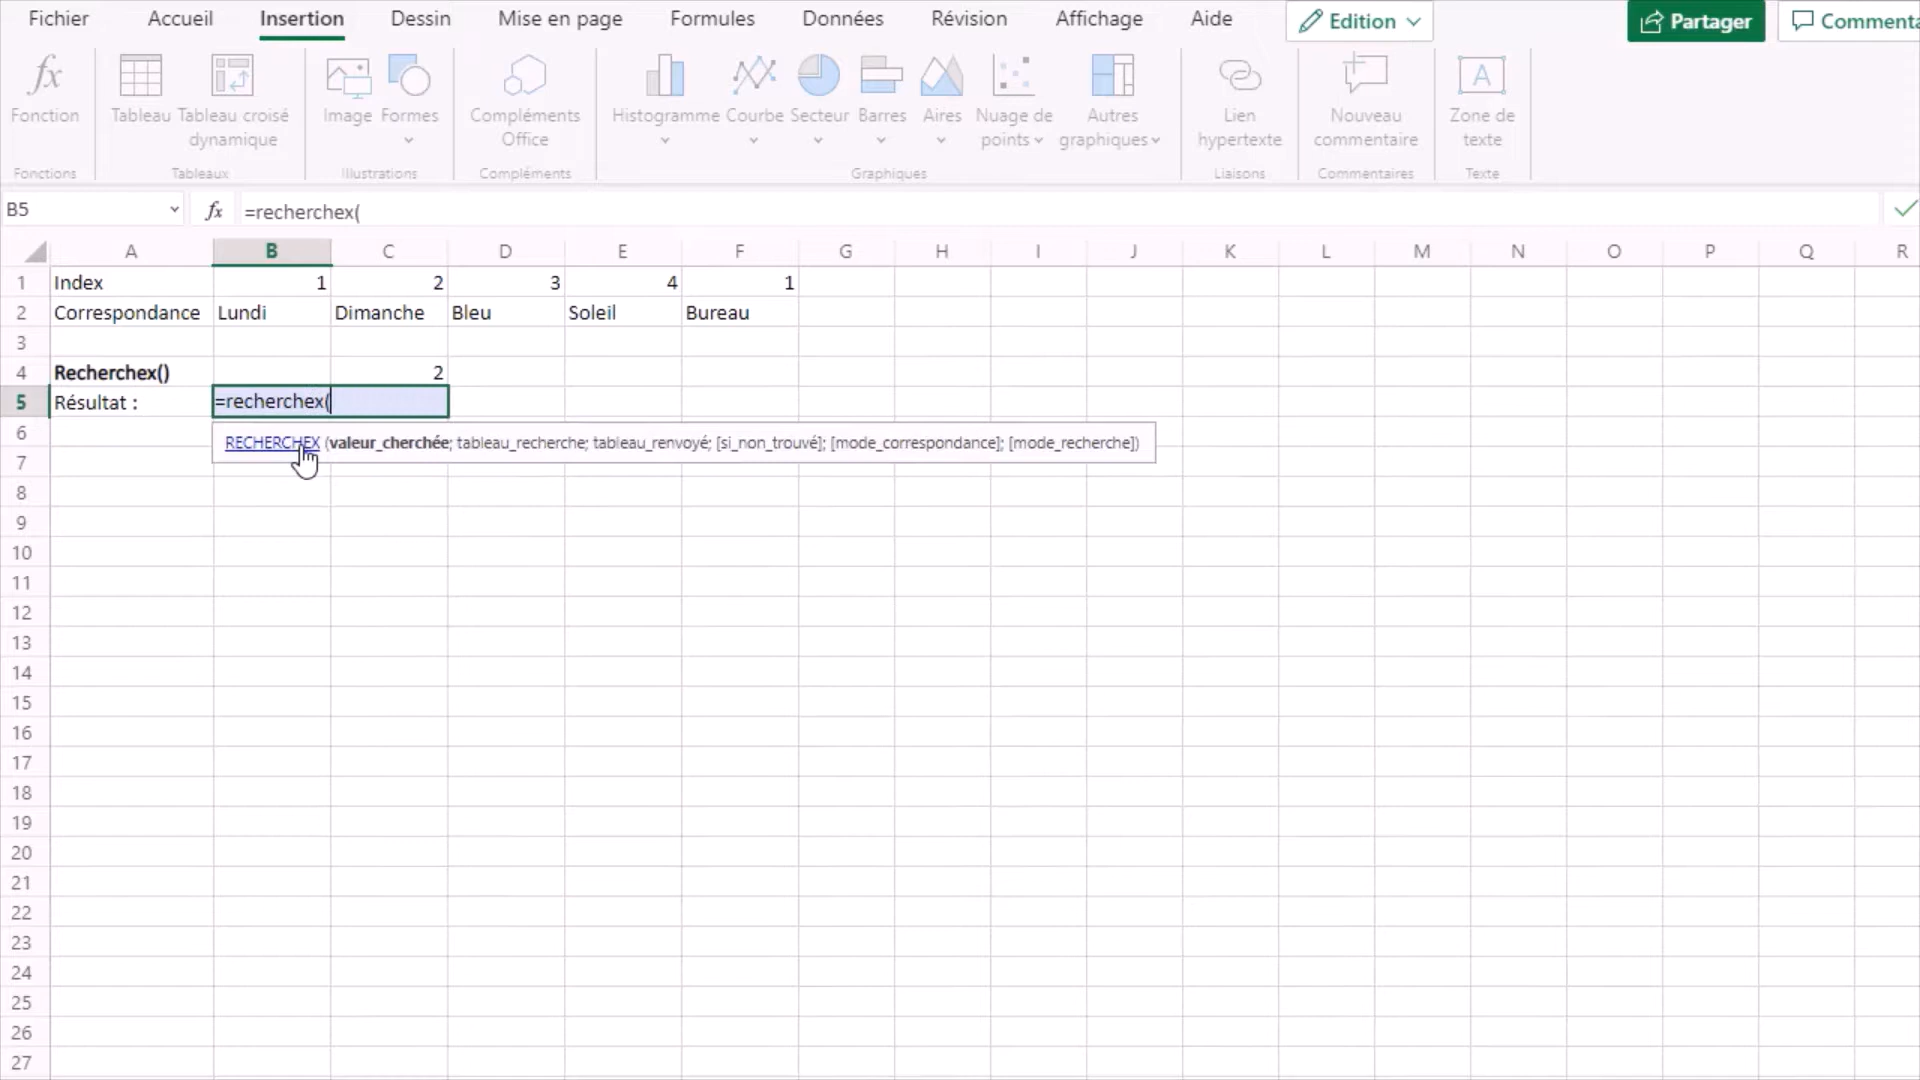 Fichier Accueil Insertion Dessin Mise en page Formules Données Révision Affichage Aide Edition Partager
Fonction Tableau Tableau croisé dynamique Image Formes Compléments Office Histogramme Courbe Secteur Barres Aires Nuage de points Autres graphiques Lien hypertexte Nouveau commentaire Zone de texte
Fonctions Tableaux Illustrations Compléments Graphiques Liaisons Commentaires Texte
B5 fx =recherchex(
A B C D E F G H I J K L M N O P Q R
1 Index 1 2 3 4 1
2 Correspondance Lundi Dimanche Bleu Soleil Bureau
3
4 Recherchex() 2
5 Résultat : =recherchex(
6 RECHERCHEX (valeur_cherchée; tableau_recherche; tableau_renvoyé; [si_non_trouvé]; [mode_correspondance]; [mode_recherche])
7
8
9
10
11
12
13
14
15
16
17
18
19
20
21
22
23
24
25
26
27